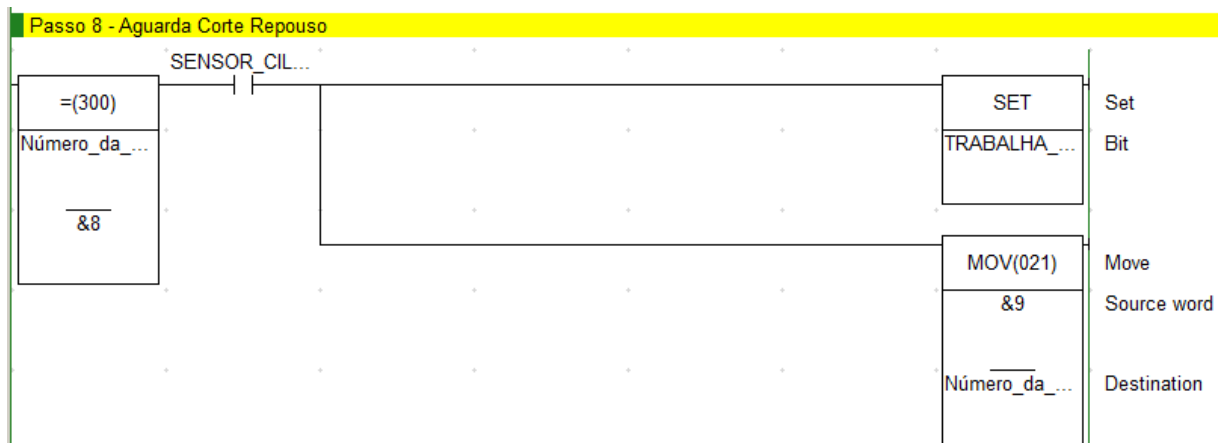 Passo 8 - Aguarda Corte Repouso
SENSOR_CIL...
=(300)
Número_da_...
&8
SET
Set
TRABALHA_...
Bit
MOV(021)
Move
&9
Source word
Número_da_...
Destination